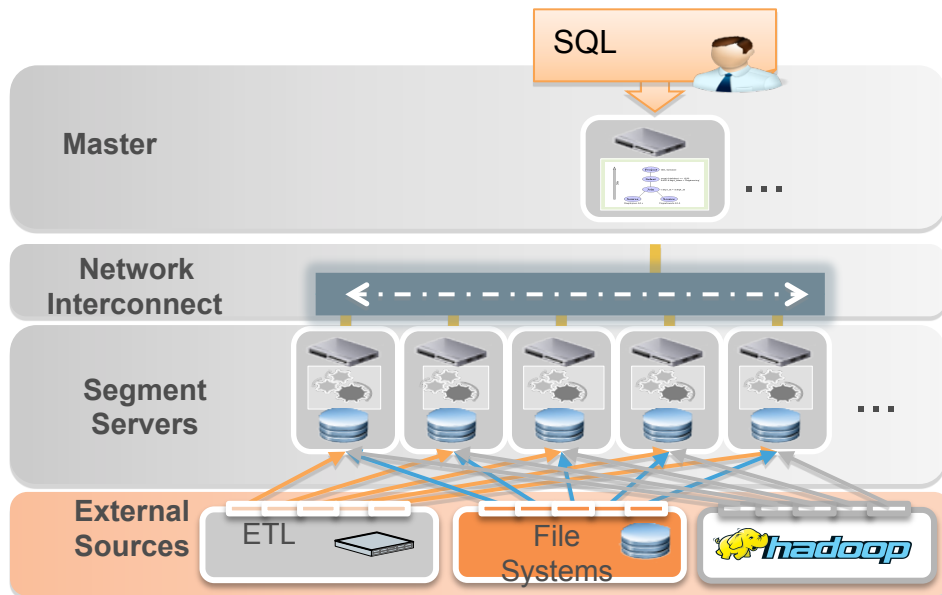 SQL
Master
...
Network
Interconnect
Segment
Servers
...
External
Sources
ETL
File
Systems
hadoop